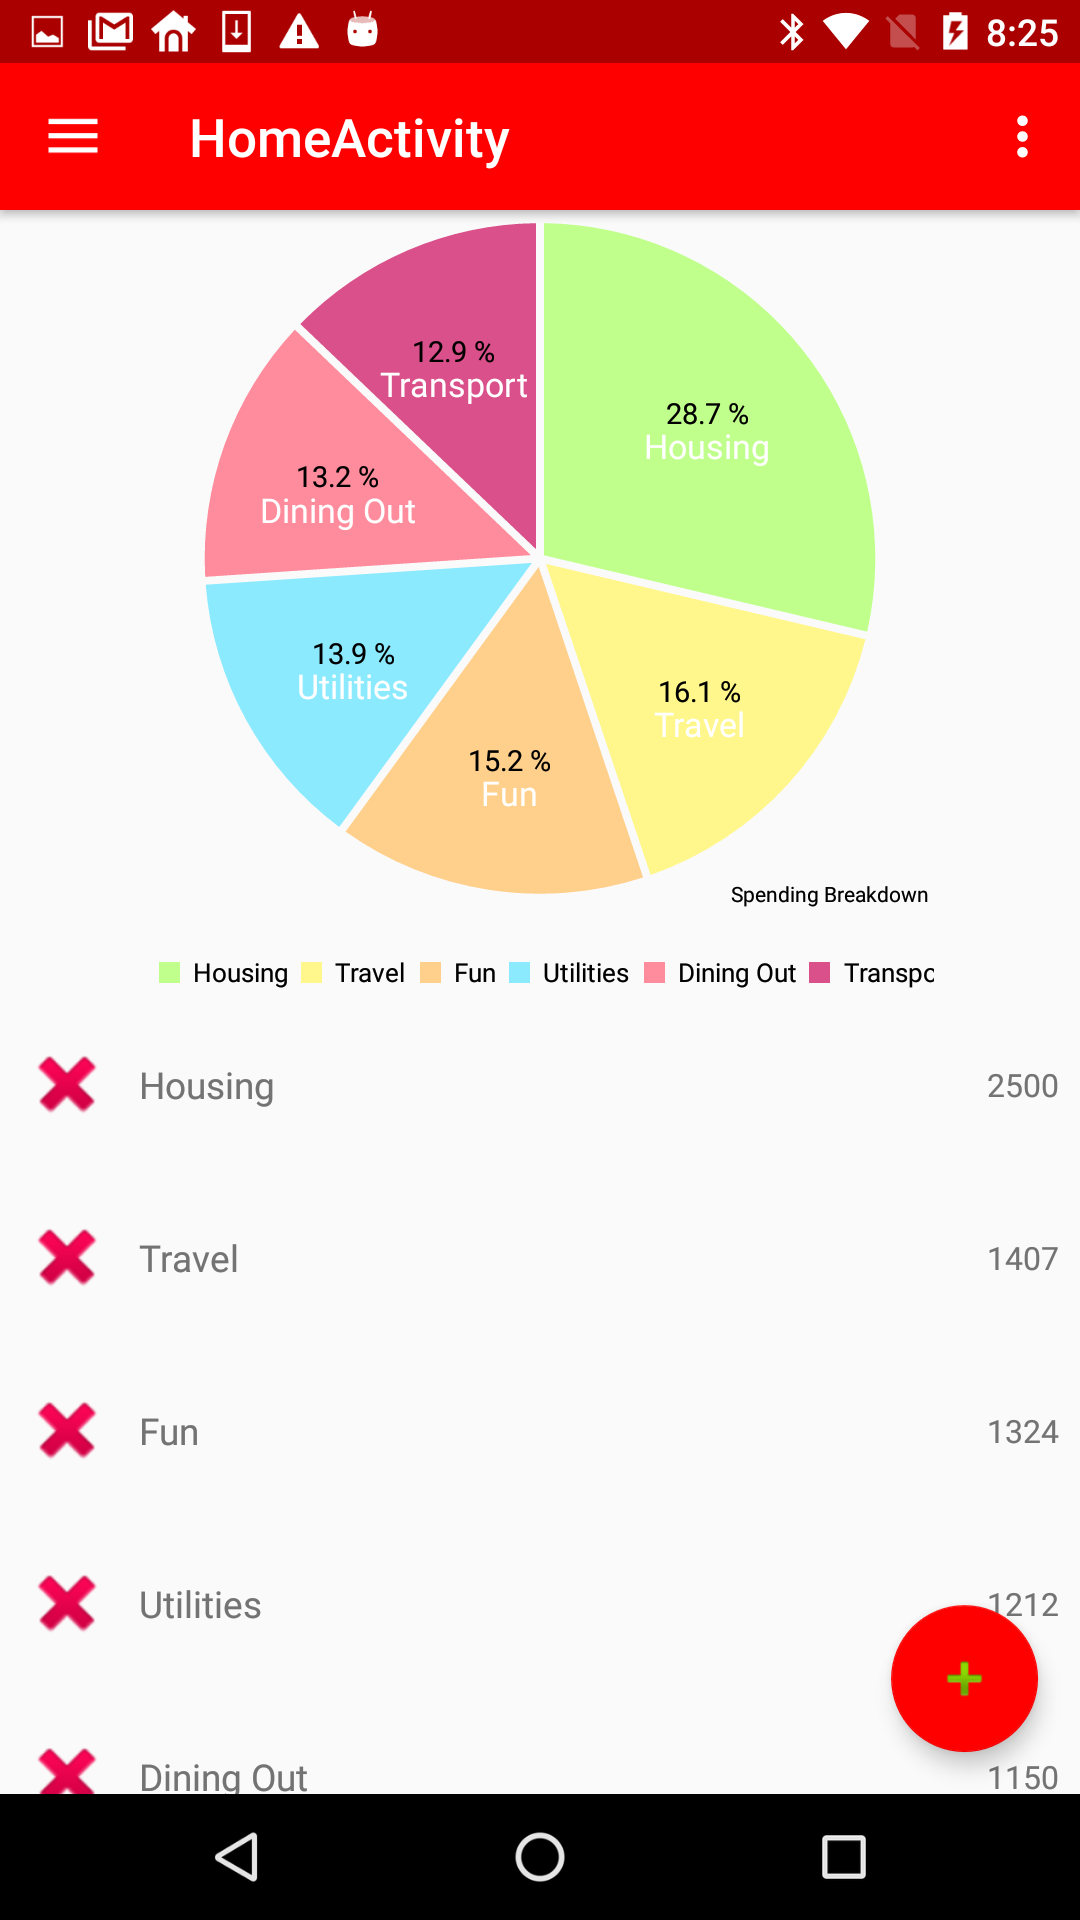 8:25
HomeActivity
12.9 %
Transport
28.7 %
Housing
13.2 %
Dining Out
13.9 %
Utilities
16.1 %
Travel
15.2 %
Fun
Spending Breakdown
Housing Travel Fun Utilities Dining Out Transpo
Housing 2500
Travel 1407
Fun 1324
Utilities 1212
Dining Out 1150